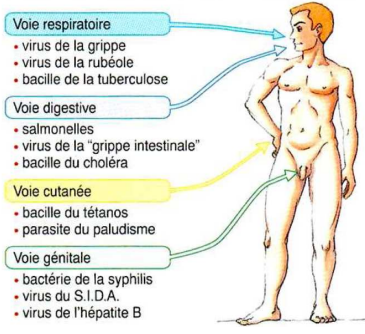 Voie respiratoire
• virus de la grippe
• virus de la rubéole
• bacille de la tuberculose
Voie digestive
• salmonelles
• virus de la "grippe intestinale"
• bacille du choléra
Voie cutanée
• bacille du tétanos
• parasite du paludisme
Voie génitale
• bactérie de la syphilis
• virus du S.I.D.A.
• virus de l'hépatite B